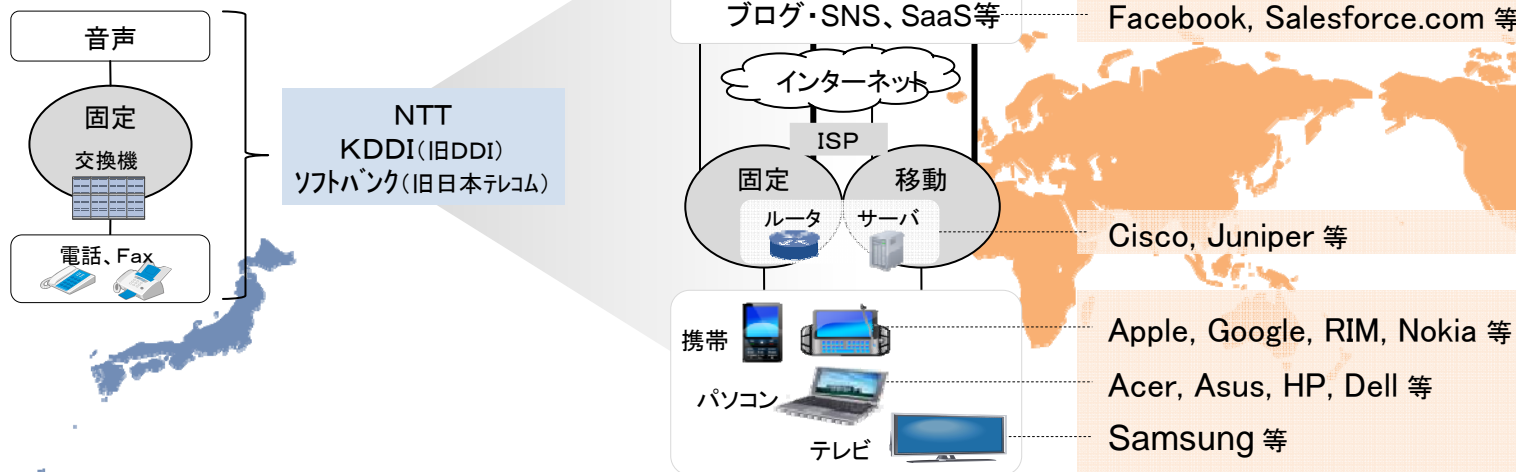 音声
固定
交換機
電話、Fax
NTT
KDDI(旧DDI)
ソフトバンク(旧日本テレコム)
ブログ・SNS、SaaS等
インターネット
ISP
固定
移動
ルータ
サーバ
携帯
パソコン
テレビ
Facebook, Salesforce.com 等
Cisco, Juniper 等
Apple, Google, RIM, Nokia 等
Acer, Asus, HP, Dell 等
Samsung 等